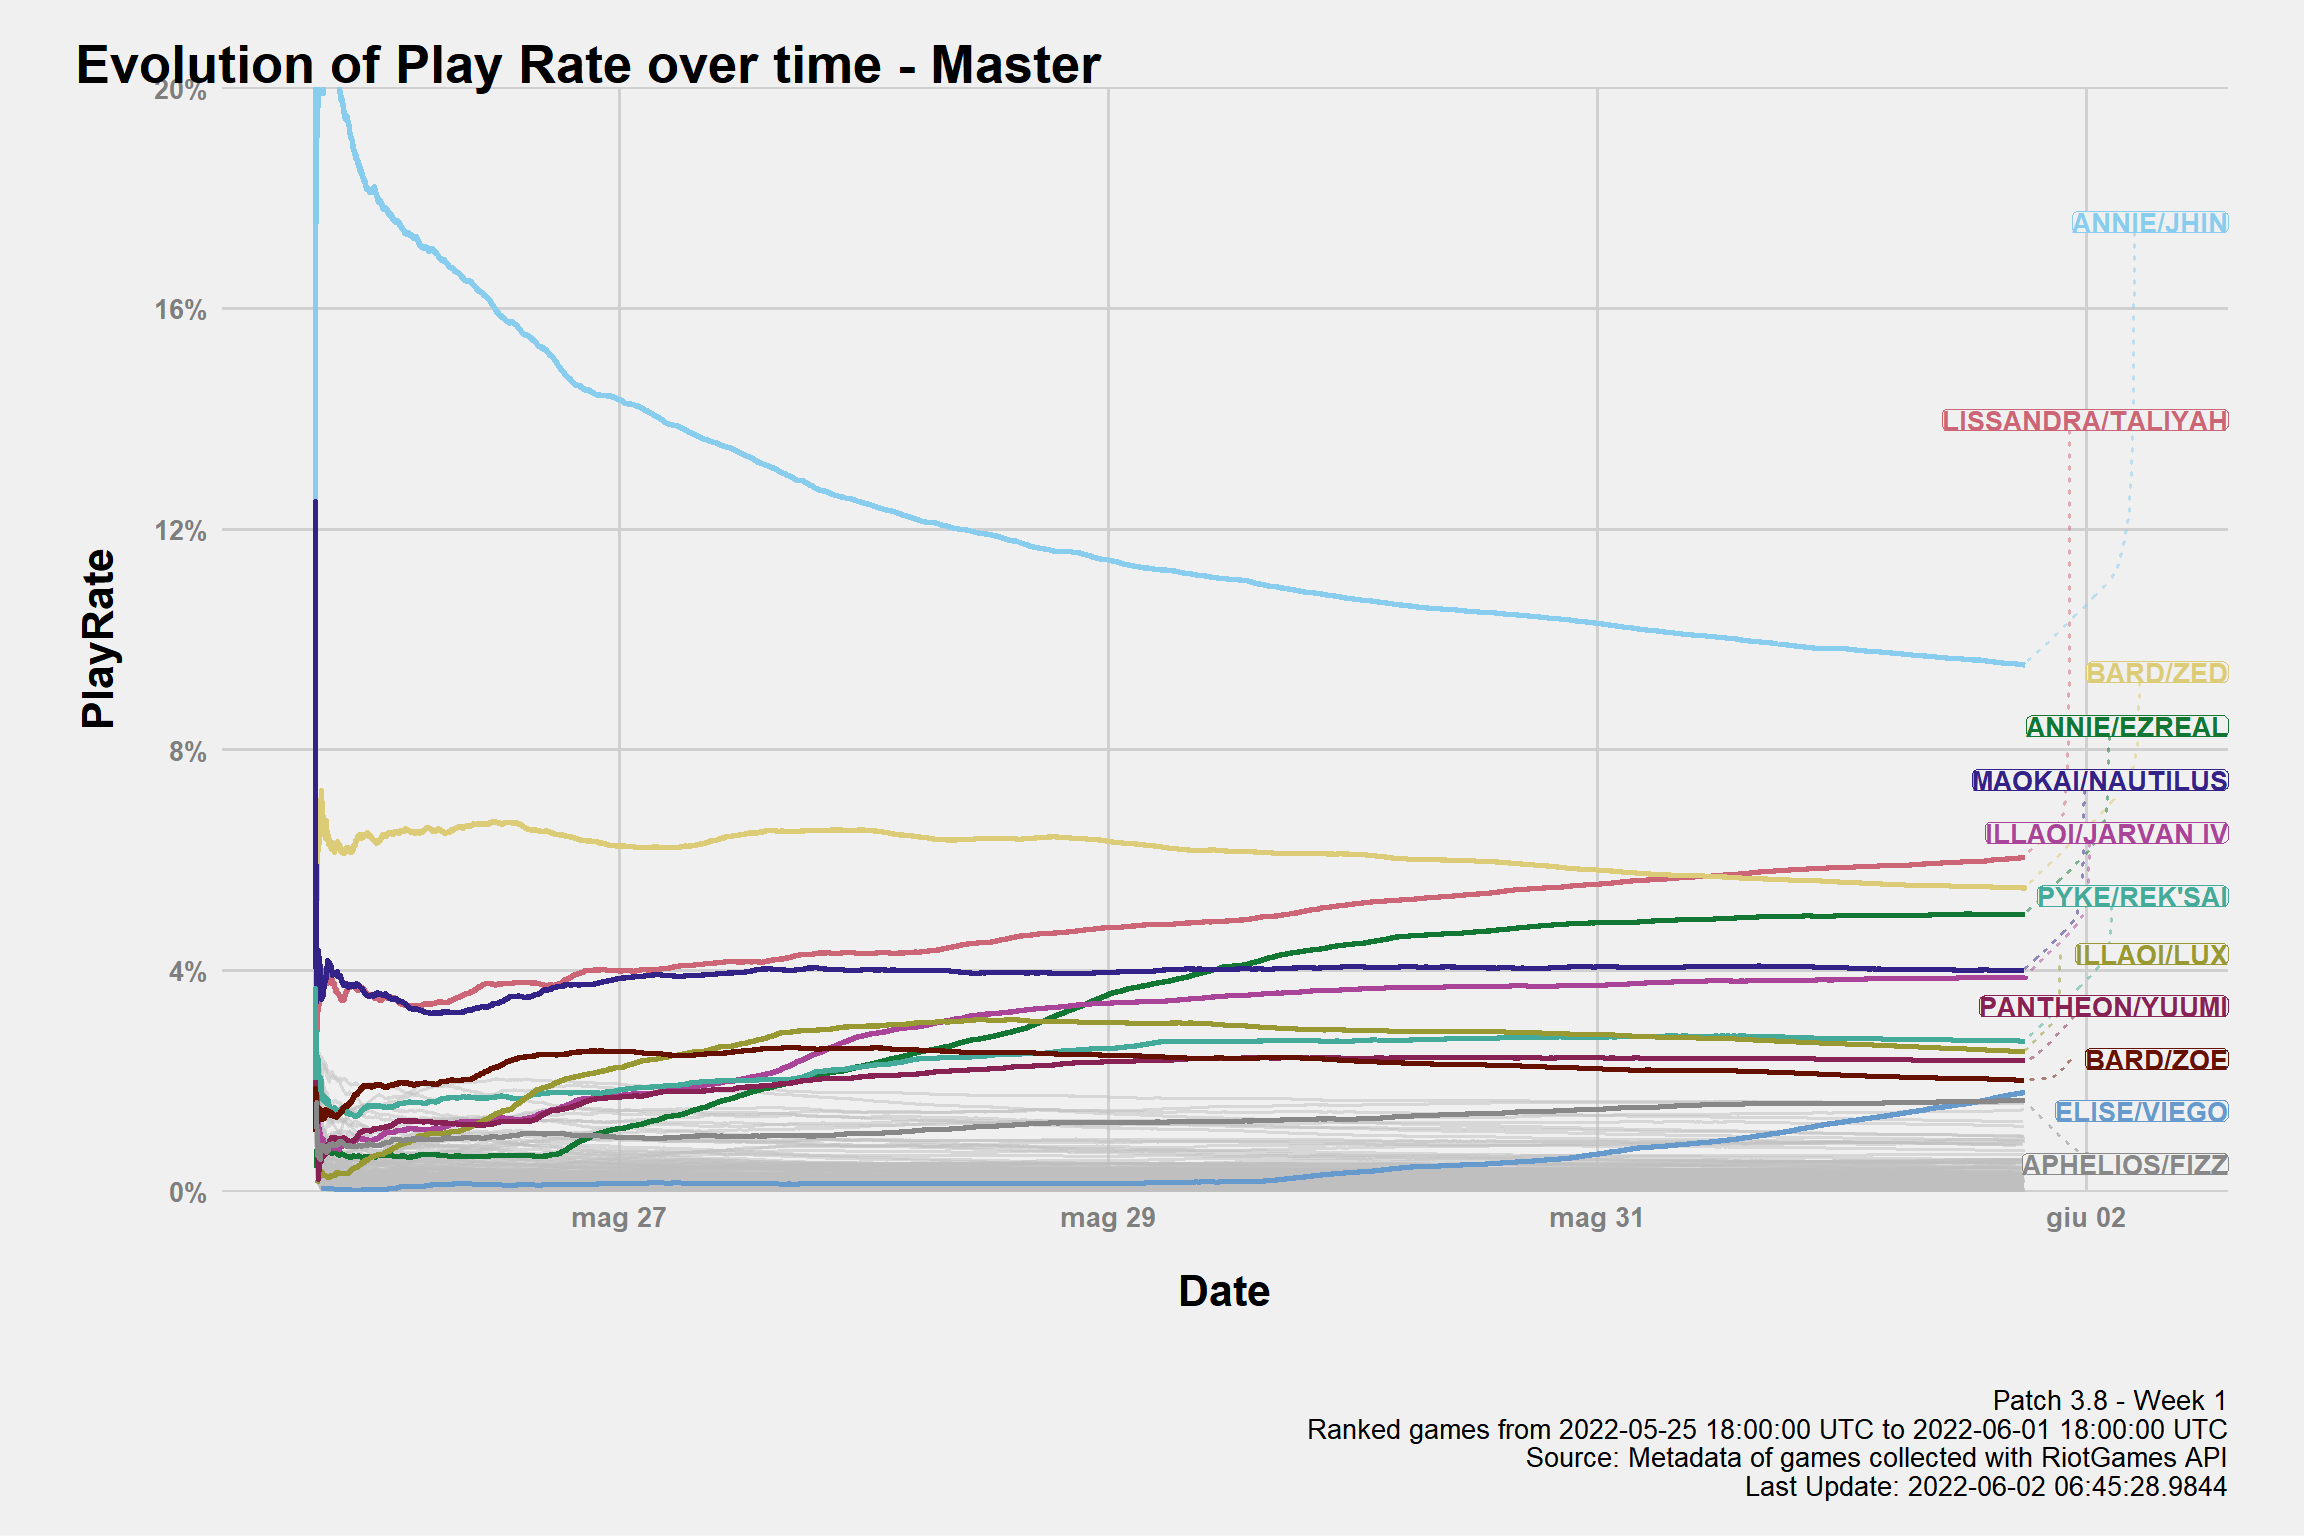 Evolution of Play Rate over time - Master
20%
16%
12%
8%
4%
0%
PlayRate
ANNIE/JHIN
LISSANDRA/TALIYAH
BARD/ZED
ANNIE/EZREAL
MAOKAI/NAUTILUS
ILLAOI/JARVAN IV
PYKE/REK'SAI
ILLAOI/LUX
PANTHEON/YUUMI
BARD/ZOE
ELISE/VIEGO
APHELIOS/FIZZ
mag 27
mag 29
mag 31
giu 02
Date
Patch 3.8 - Week 1
Ranked games from 2022-05-25 18:00:00 UTC to 2022-06-01 18:00:00 UTC
Source: Metadata of games collected with RiotGames API
Last Update: 2022-06-02 06:45:28.9844